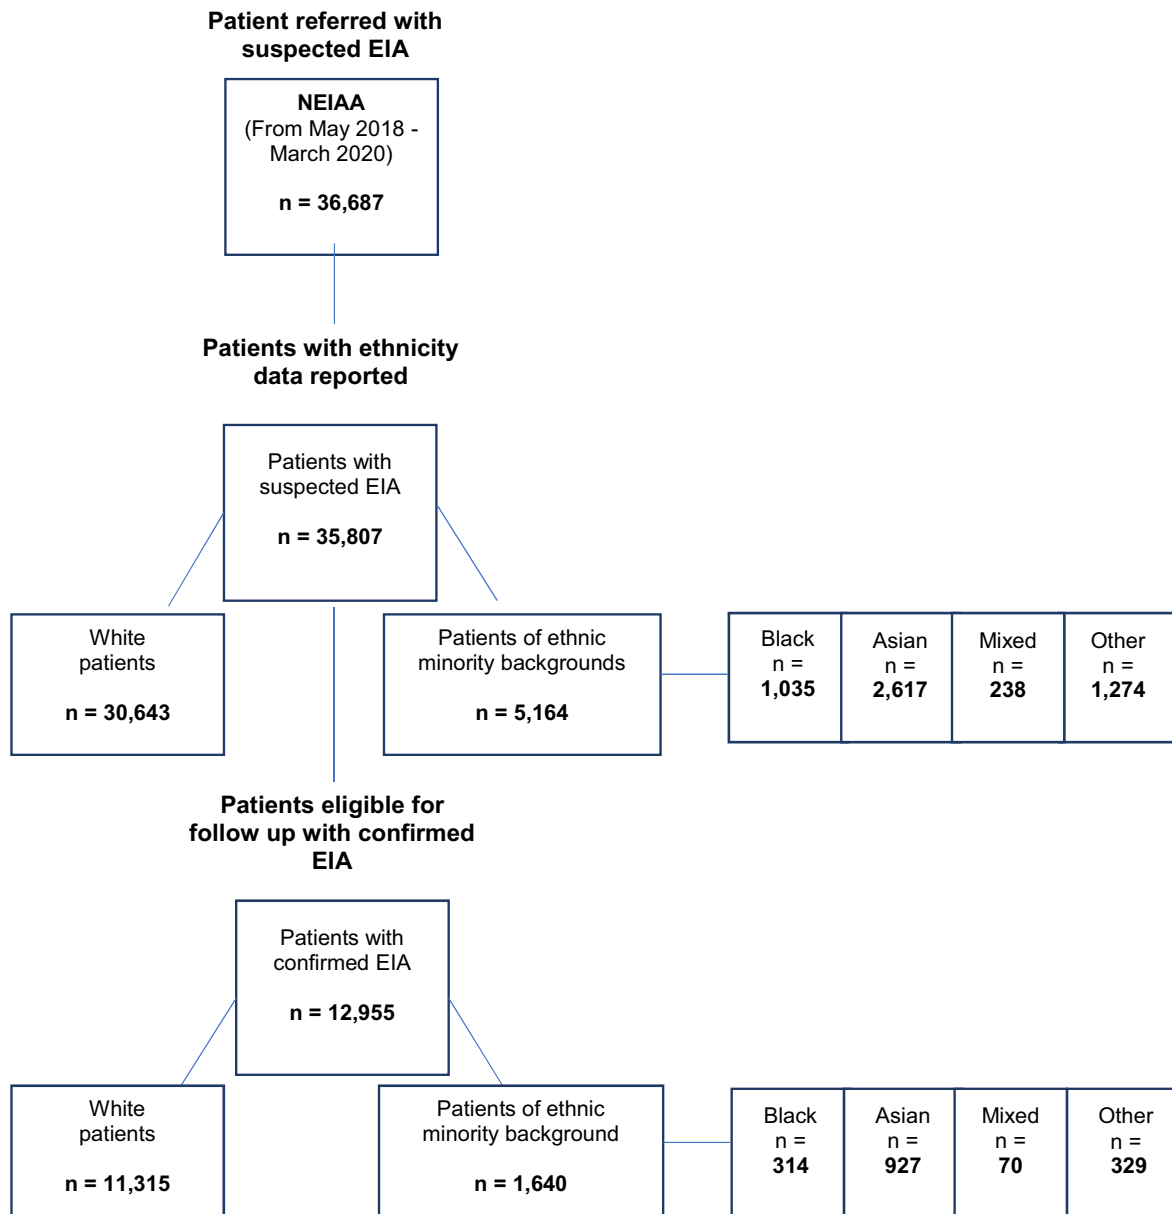 Patient referred with
suspected EIA
NEIAA
(From May 2018 -
March 2020)
n = 36,687
Patients with ethnicity
data reported
Patients with
suspected EIA
n = 35,807
White
patients
n = 30,643
Patients of ethnic
minority backgrounds
n = 5,164
Black
n =
1,035
Asian
n =
2,617
Mixed
n =
238
Other
n =
1,274
Patients eligible for
follow up with confirmed
EIA
Patients with
confirmed EIA
n = 12,955
White
patients
n = 11,315
Patients of ethnic
minority background
n = 1,640
Black
n =
314
Asian
n =
927
Mixed
n =
70
Other
n =
329